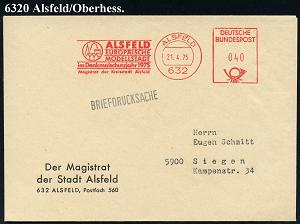 6320 Alsfeld/Oberhess.
ALSFELD
EUROPÄISCHE
MODELLSTADT
im Denkmalschutzjahr 1975
Magistrat der Kreisstadt Alsfeld
ALSFELD
21.4.75
632
DEUTSCHE
BUNDESPOST
040
BRIEFDRUCKSACHE
Herrn
Eugen Schmitt
5900 Siegen
Kampenstr. 34
Der Magistrat
der Stadt Alsfeld
632 ALSFELD, Postfach 560